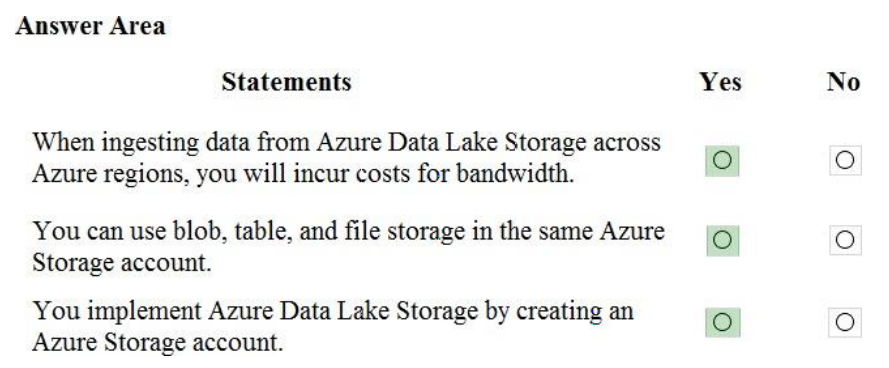 Answer Area
Statements Yes No
When ingesting data from Azure Data Lake Storage across
Azure regions, you will incur costs for bandwidth.
You can use blob, table, and file storage in the same Azure
Storage account.
You implement Azure Data Lake Storage by creating an
Azure Storage account.